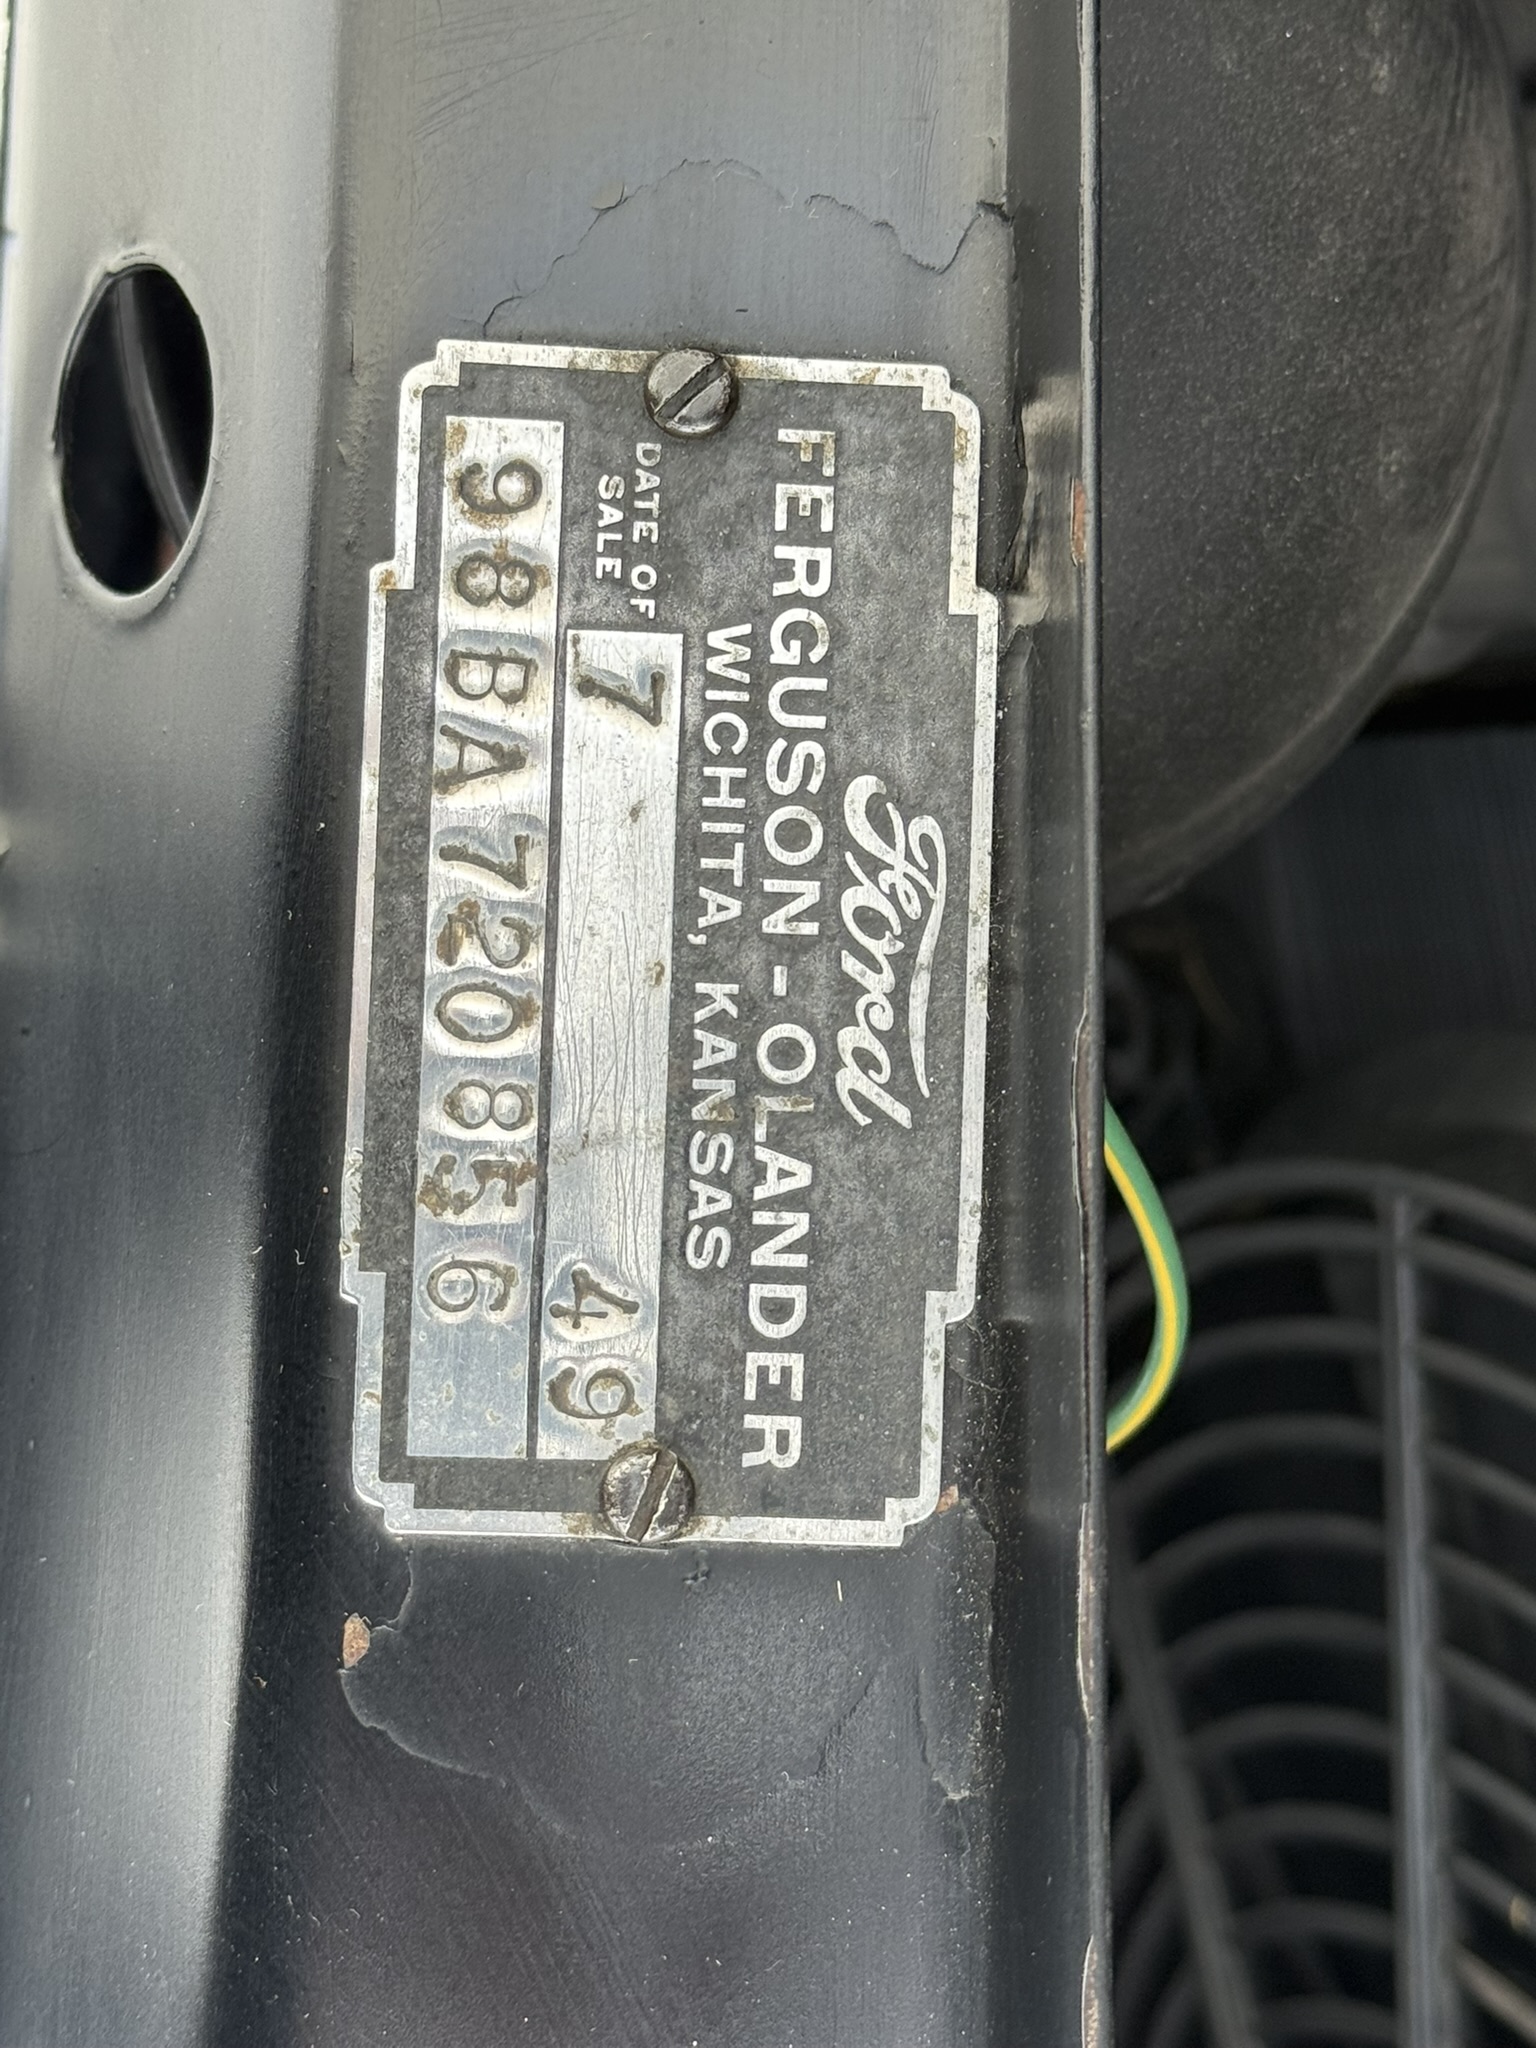 Ford
FERGUSON-OLANDER
WICHITA, KANSAS
DATE OF
SALE
7 49
98BA720856